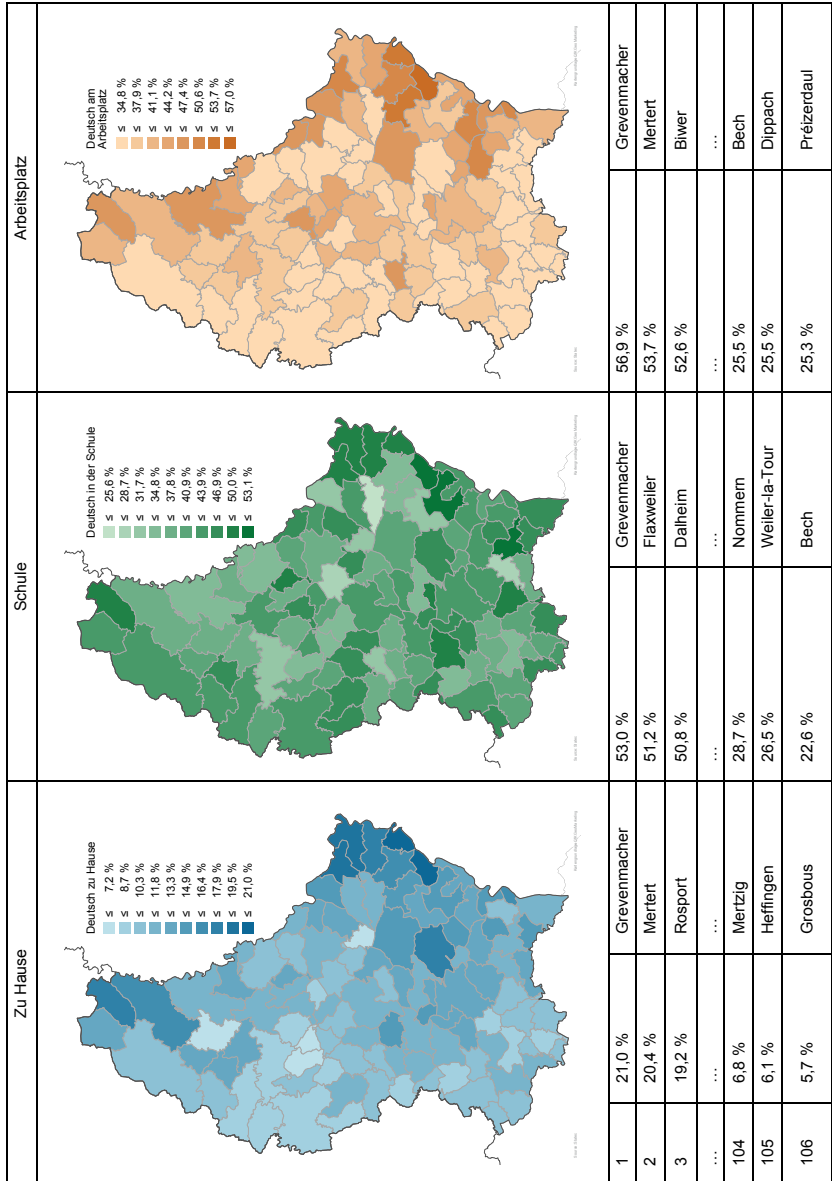 Zu Hause
Schule
Arbeitsplatz
Deutsch zu Hause
≤ 7,2 %
≤ 8,7 %
≤ 10,3 %
≤ 11,8 %
≤ 13,3 %
≤ 14,9 %
≤ 16,4 %
≤ 17,9 %
≤ 19,5 %
≤ 21,0 %
Deutsch in der Schule
≤ 25,6 %
≤ 28,7 %
≤ 31,7 %
≤ 34,8 %
≤ 37,8 %
≤ 40,9 %
≤ 43,9 %
≤ 46,9 %
≤ 50,0 %
≤ 53,1 %
Deutsch am
Arbeitsplatz
≤ 34,8 %
≤ 37,9 %
≤ 41,1 %
≤ 44,2 %
≤ 47,4 %
≤ 50,6 %
≤ 53,7 %
≤ 57,0 %
1 21,0 % Grevenmacher 53,0 % Grevenmacher 56,9 % Grevenmacher
2 20,4 % Mertert 51,2 % Flaxweiler 53,7 % Mertert
3 19,2 % Rosport 50,8 % Dalheim 52,6 % Biwer
... ... ... ... ... ... ...
104 6,8 % Mertzig 28,7 % Nommern 25,5 % Bech
105 6,1 % Heffingen 26,5 % Weiler-la-Tour 25,5 % Dippach
106 5,7 % Grosbous 22,6 % Bech 25,3 % Préizerdaul